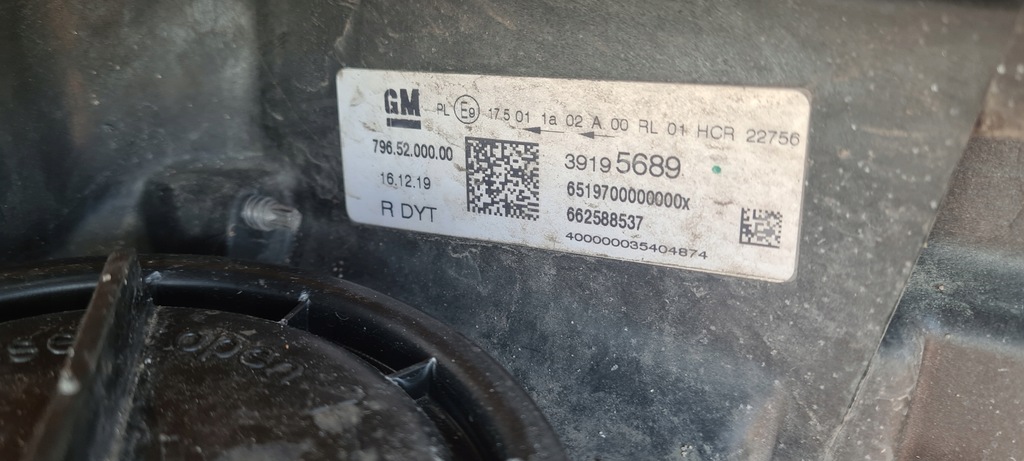 GM
PL E9 17.5 01 1a 02 A 00 RL 01 HCR 22756
796.52.000.00
39195689
16.12.19
651970000000x
R DYT
662588537
400000035404874
open